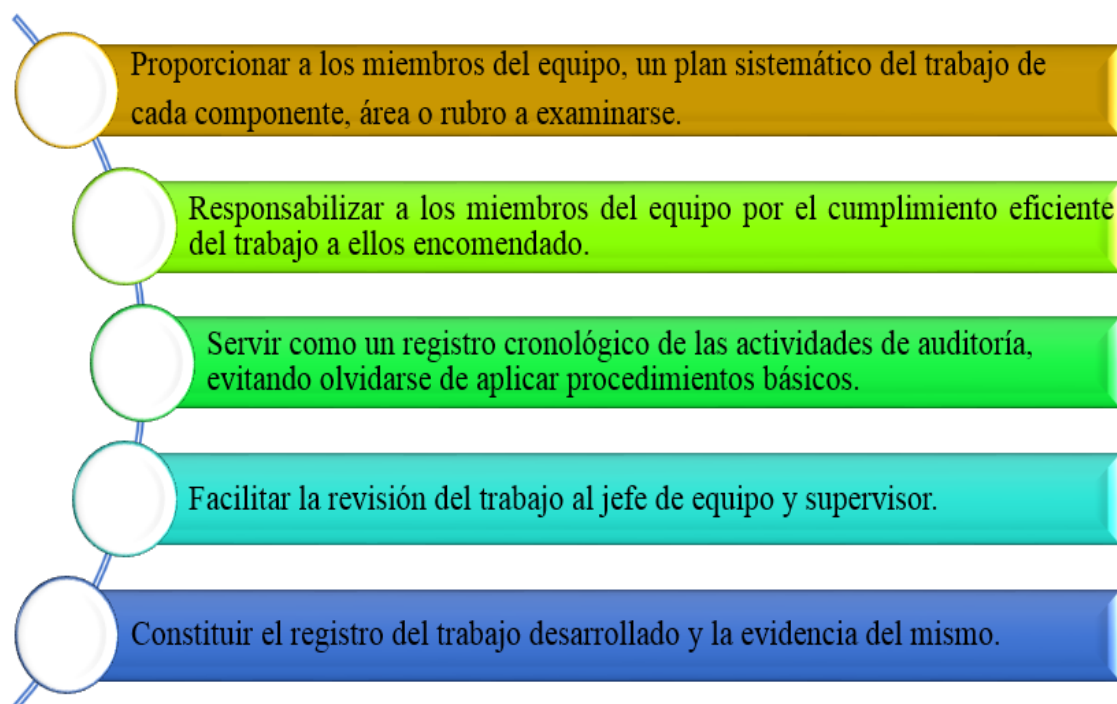 Proporcionar a los miembros del equipo, un plan sistemático del trabajo de
cada componente, área o rubro a examinarse.
Responsabilizar a los miembros del equipo por el cumplimiento eficiente
del trabajo a ellos encomendado.
Servir como un registro cronológico de las actividades de auditoría,
evitando olvidarse de aplicar procedimientos básicos.
Facilitar la revisión del trabajo al jefe de equipo y supervisor.
Constituir el registro del trabajo desarrollado y la evidencia del mismo.